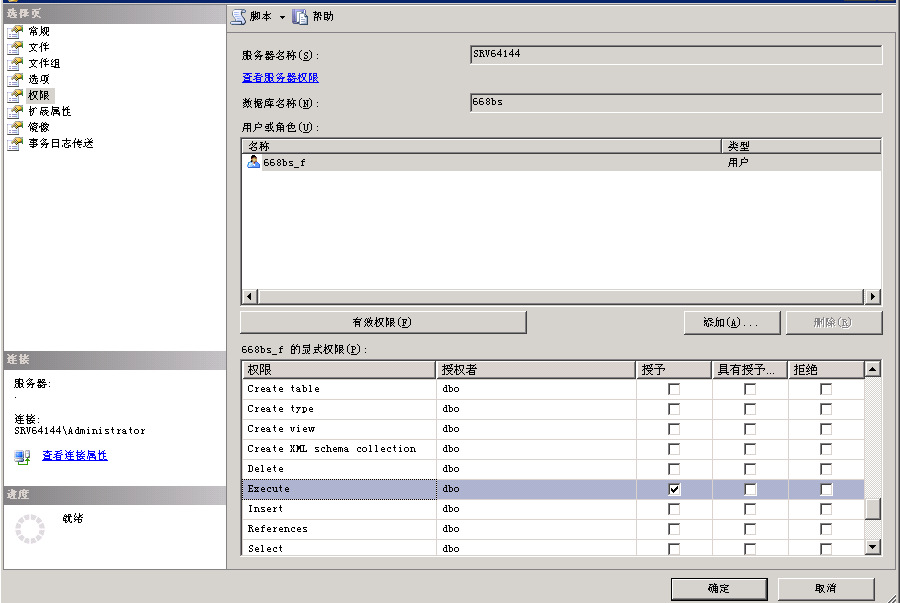 选择页
常规
文件
文件组
选项
权限
扩展属性
镜像
事务日志传送
脚本 帮助
服务器名称(S):
SRV64144
查看服务器权限
数据库名称(N):
668bs
用户或角色(U):
名称 类型
668bs_f 用户
有效权限(F) 添加(A)... 删除(R)
668bs_f 的显式权限(P):
权限 授权者 授予 具有授予... 拒绝
Create table dbo
Create type dbo
Create view dbo
Create XML schema collection dbo
Delete dbo
Execute dbo
Insert dbo
References dbo
Select dbo
连接
服务器:
.
连接:
SRV64144\Administrator
查看连接属性
进度
就绪
确定 取消